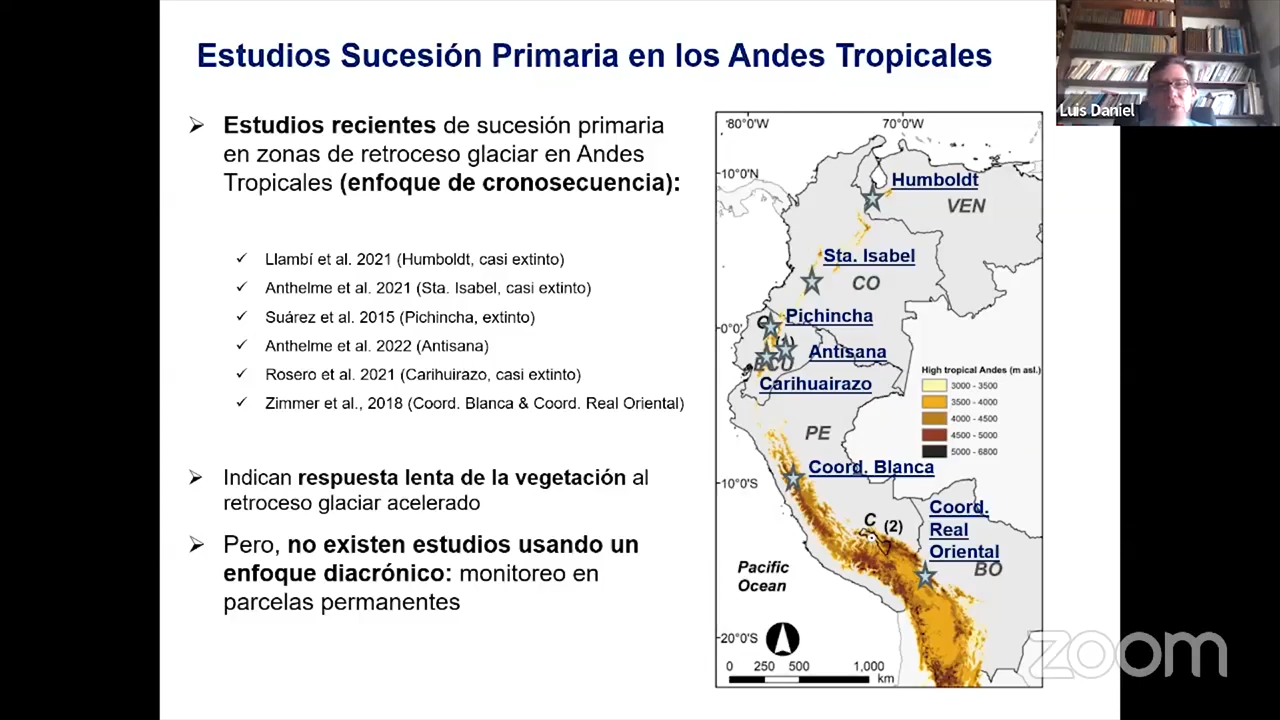 Estudios Sucesión Primaria en los Andes Tropicales
Luis Daniel
➢ Estudios recientes de sucesión primaria
en zonas de retroceso glaciar en Andes
Tropicales (enfoque de cronosecuencia):
✓ Llambí et al. 2021 (Humboldt, casi extinto)
✓ Anthelme et al. 2021 (Sta. Isabel, casi extinto)
✓ Suárez et al. 2015 (Pichincha, extinto)
✓ Anthelme et al. 2022 (Antisana)
✓ Rosero et al. 2021 (Carihuirazo, casi extinto)
✓ Zimmer et al., 2018 (Coord. Blanca & Coord. Real Oriental)
➢ Indican respuesta lenta de la vegetación al
retroceso glaciar acelerado
➢ Pero, no existen estudios usando un
enfoque diacrónico: monitoreo en
parcelas permanentes
80°0'W
70°0'W
10°0'N
Humboldt
VEN
Sta. Isabel
CO
Pichincha
C
0°0'
(1)
Antisana
ECU
Carihuairazo
High tropical Andes (m asl.)
3000 - 3500
3500 - 4000
4000 - 4500
4500 - 5000
5000 - 6800
PE
Coord. Blanca
10°0'S
Coord.
Real
Oriental
C (2)
BO
Pacific
Ocean
20°0'S
0 250 500 1,000
km
zoom